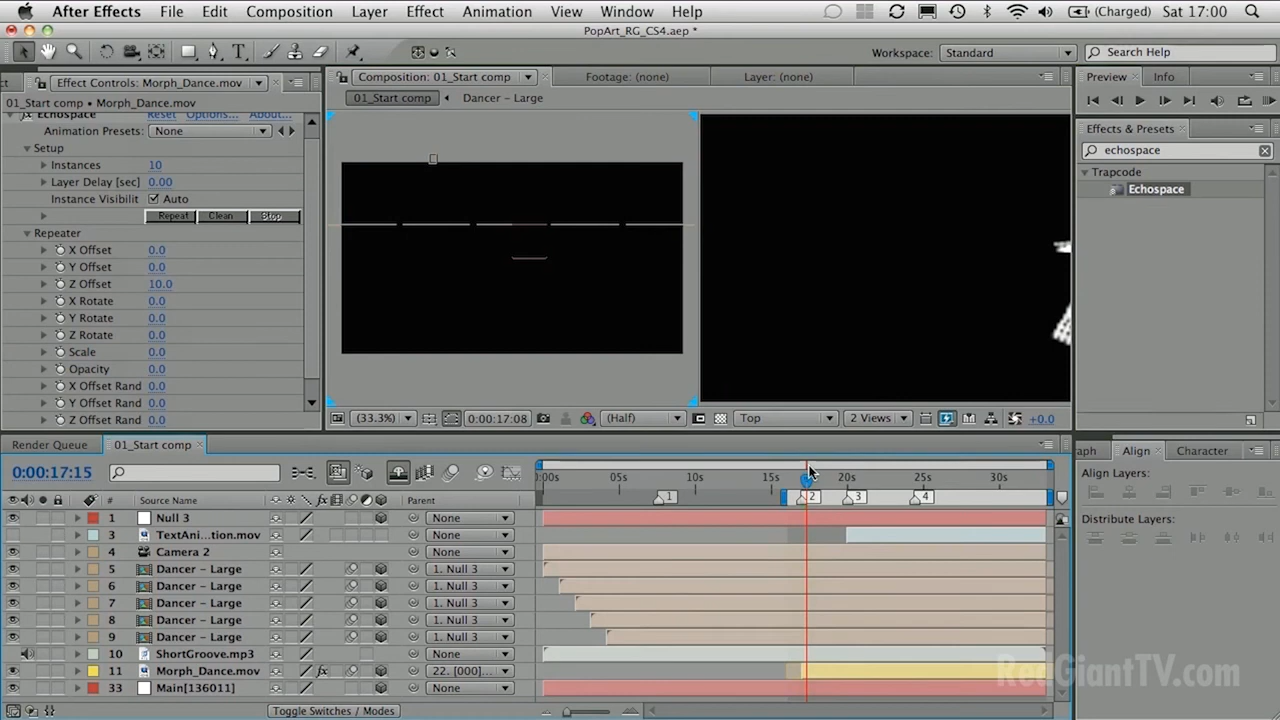 After Effects File Edit Composition Layer Effect Animation View Window Help (Charged) Sat 17:00
PopArt_RG_CS4.aep *
Workspace: Standard Search Help
Effect Controls: Morph_Dance.mov Composition: 01_Start comp Footage: (none) Layer: (none) Preview Info
01_Start comp • Morph_Dance.mov 01_Start comp Dancer – Large
Echospace Reset Options... About...
Animation Presets: None Effects & Presets
Setup echospace
Instances 10 Trapcode
Layer Delay [sec] 0.00 Echospace
Instance Visibilit Auto
Repeat Clean Stop
Repeater
X Offset 0.0
Y Offset 0.0
Z Offset 10.0
X Rotate 0.0
Y Rotate 0.0
Z Rotate 0.0
Scale 0.0
Opacity 0.0
X Offset Rand 0.0
Y Offset Rand 0.0
Z Offset Rand 0.0
(33.3%) 0:00:17:08 (Half) Top 2 Views +0.0
Render Queue 01_Start comp aph Align Character
0:00:17:15 Align Layers:
:00s 05s 10s 15s 20s 25s 30s
1 2 3 4
# Source Name fx Parent
Distribute Layers:
1 Null 3 None
3 TextAni...tion.mov None
4 Camera 2 None
5 Dancer – Large 1. Null 3
6 Dancer – Large 1. Null 3
7 Dancer – Large 1. Null 3
8 Dancer – Large 1. Null 3
9 Dancer – Large 1. Null 3
10 ShortGroove.mp3 None
11 Morph_Dance.mov fx 22. [000]...
33 Main[136011] None
RedGiantTV.com
Toggle Switches / Modes